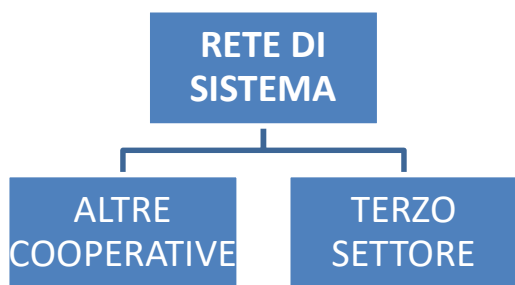 RETE DI
SISTEMA
ALTRE
COOPERATIVE
TERZO
SETTORE